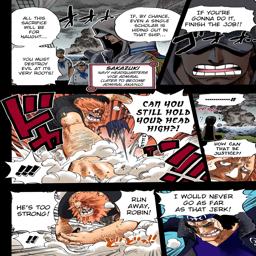 ALL THIS
SACRIFICE
WILL BE
FOR
NAUGHT...
YOU MUST
DESTROY
EVIL AT ITS
VERY ROOTS!
IF, BY CHANCE,
EVEN A SINGLE
SCHOLAR IS
HIDING OUT IN
THAT SHIP...
IF YOU'RE
GONNA DO IT,
FINISH THE JOB!!
SAKAZUKI
NAVY HEADQUARTERS
VICE ADMIRAL
(LATER TO BECOME
ADMIRAL AKAINU)
CAN YOU
STILL HOLD
YOUR HEAD
HIGH?!
!!!
HOW CAN
THAT BE
JUSTICE?!
HE'S TOO
STRONG!
!!
RUN
AWAY,
ROBIN!
I WOULD NEVER
GO AS FAR
AS THAT JERK!